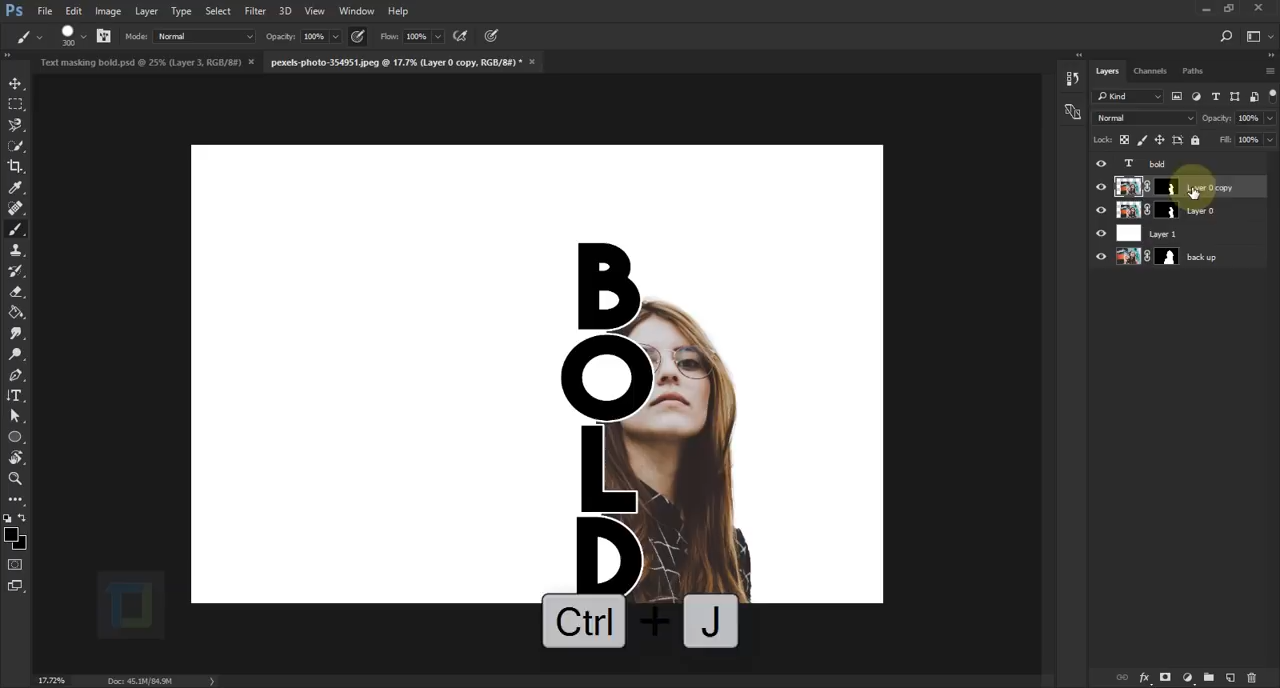 Ps File Edit Image Layer Type Select Filter 3D View Window Help
300 Mode: Normal Opacity: 100% Flow: 100%
Text masking bold.psd @ 25% (Layer 3, RGB/8#) × pexels-photo-354951.jpeg @ 17.7% (Layer 0 copy, RGB/8#) * ×
Layers Channels Paths
Kind
Normal Opacity: 100%
Lock: Fill: 100%
T bold
Layer 0 copy
Layer 0
Layer 1
back up
B
O
L
D
Ctrl + J
17.72% Doc: 45.1M/84.9M
fx